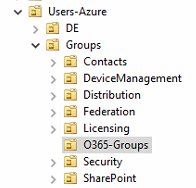 Users-Azure
DE
Groups
Contacts
DeviceManagement
Distribution
Federation
Licensing
O365-Groups
Security
SharePoint